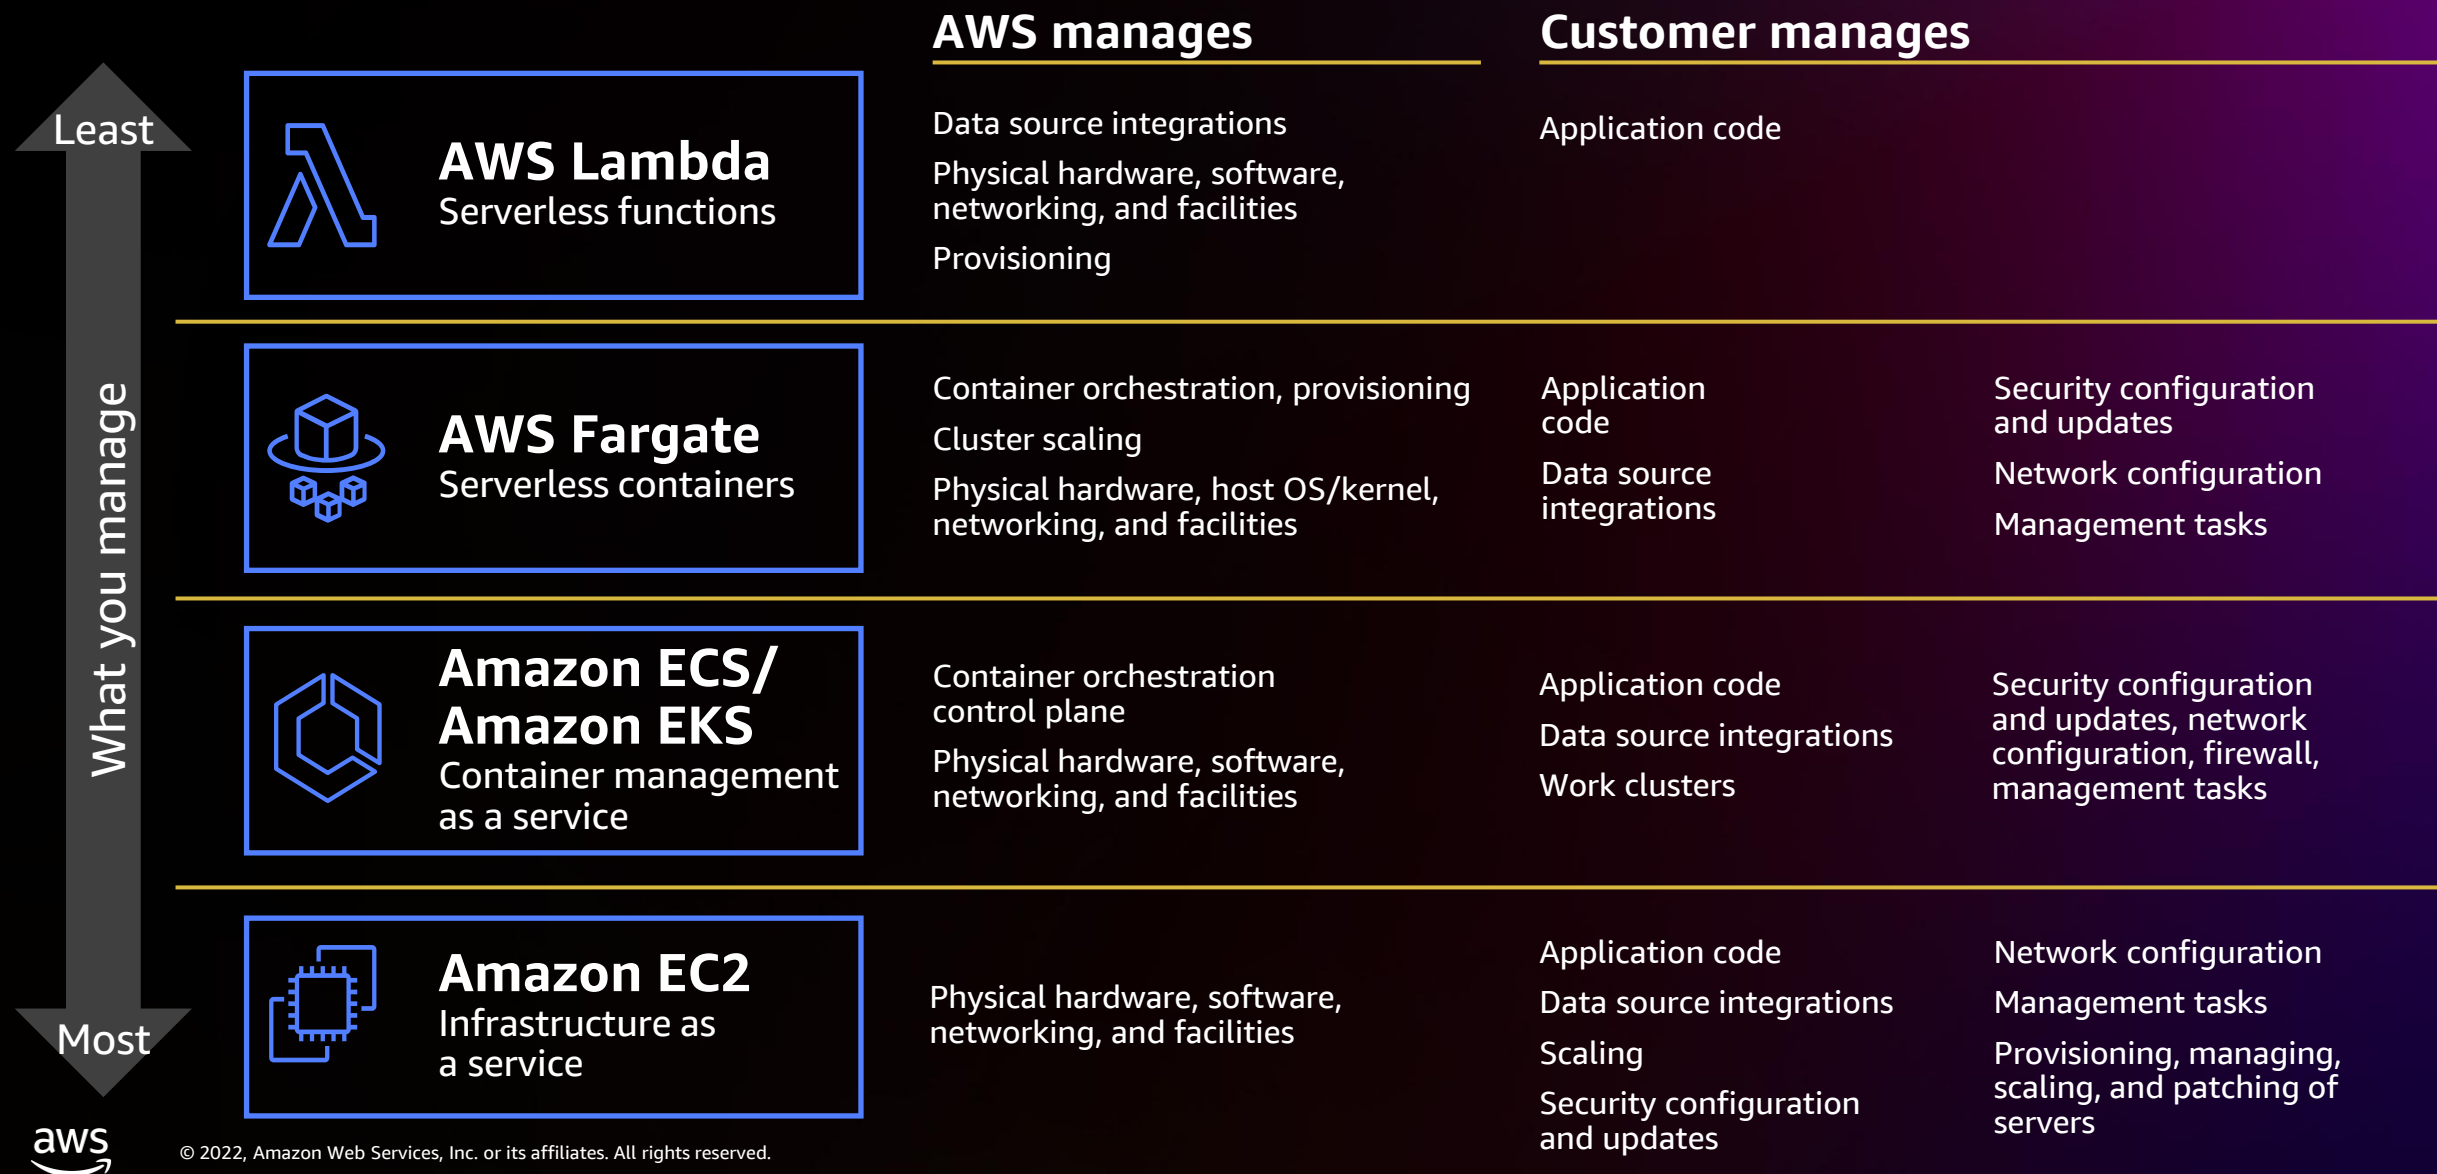 AWS manages
Customer manages
Least
What you manage
Most
AWS Lambda
Serverless functions
Data source integrations
Physical hardware, software,
networking, and facilities
Provisioning
Application code
AWS Fargate
Serverless containers
Container orchestration, provisioning
Cluster scaling
Physical hardware, host OS/kernel,
networking, and facilities
Application
code
Data source
integrations
Security configuration
and updates
Network configuration
Management tasks
Amazon ECS/
Amazon EKS
Container management
as a service
Container orchestration
control plane
Physical hardware, software,
networking, and facilities
Application code
Data source integrations
Work clusters
Security configuration
and updates, network
configuration, firewall,
management tasks
Amazon EC2
Infrastructure as
a service
Physical hardware, software,
networking, and facilities
Application code
Data source integrations
Scaling
Security configuration
and updates
Network configuration
Management tasks
Provisioning, managing,
scaling, and patching of
servers
aws
© 2022, Amazon Web Services, Inc. or its affiliates. All rights reserved.